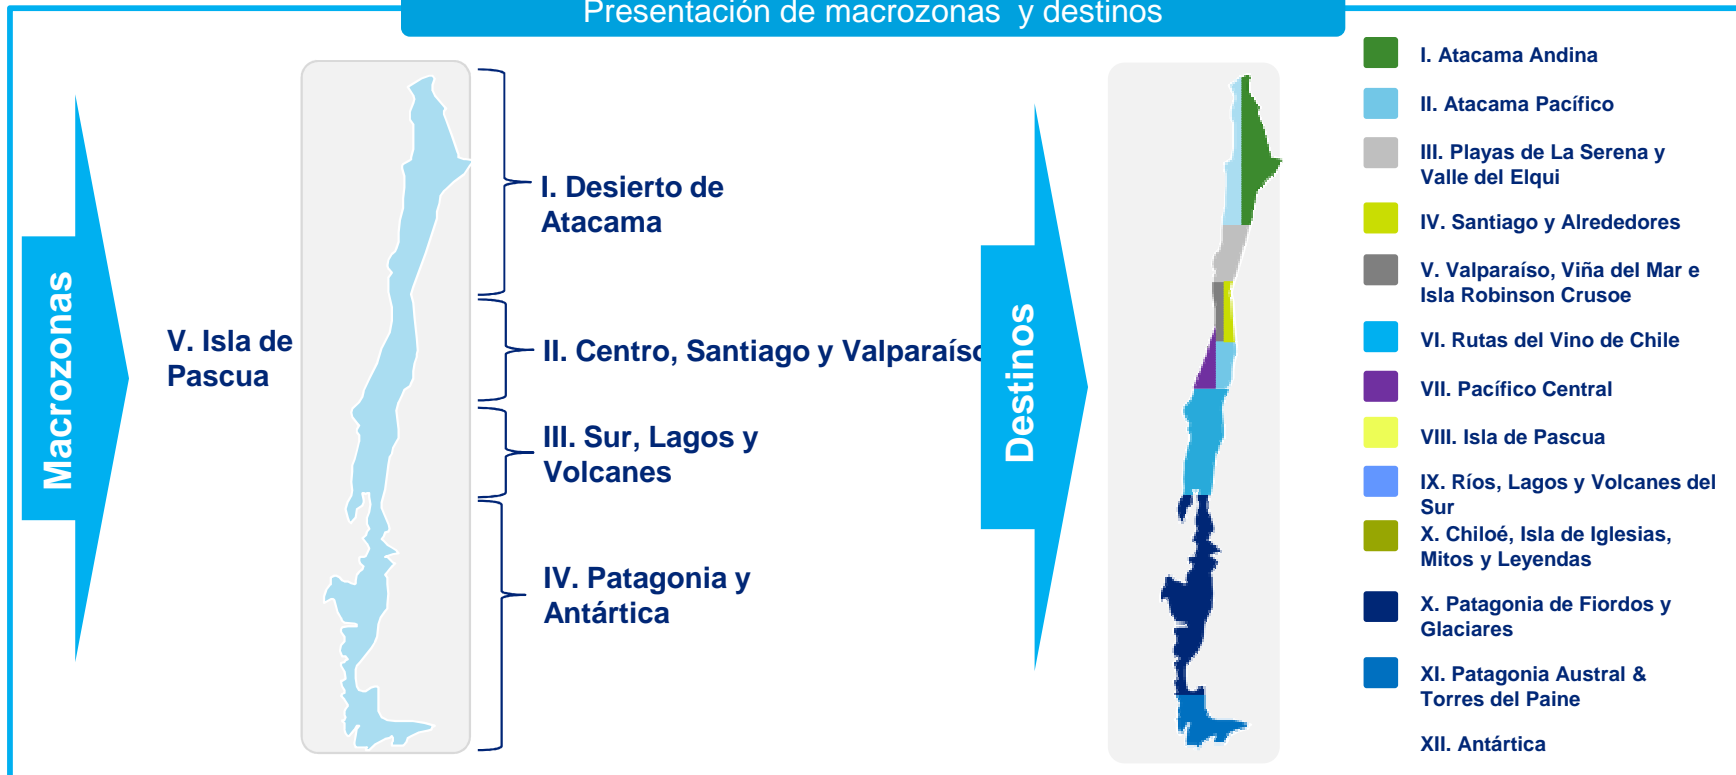 Presentación de macrozonas y destinos
Macrozonas
V. Isla de
Pascua
I. Desierto de
Atacama
II. Centro, Santiago y Valparaíso
III. Sur, Lagos y
Volcanes
IV. Patagonia y
Antártica
Destinos
I. Atacama Andina
II. Atacama Pacífico
III. Playas de La Serena y
Valle del Elqui
IV. Santiago y Alrededores
V. Valparaíso, Viña del Mar e
Isla Robinson Crusoe
VI. Rutas del Vino de Chile
VII. Pacífico Central
VIII. Isla de Pascua
IX. Ríos, Lagos y Volcanes del
Sur
X. Chiloé, Isla de Iglesias,
Mitos y Leyendas
X. Patagonia de Fiordos y
Glaciares
XI. Patagonia Austral &
Torres del Paine
XII. Antártica